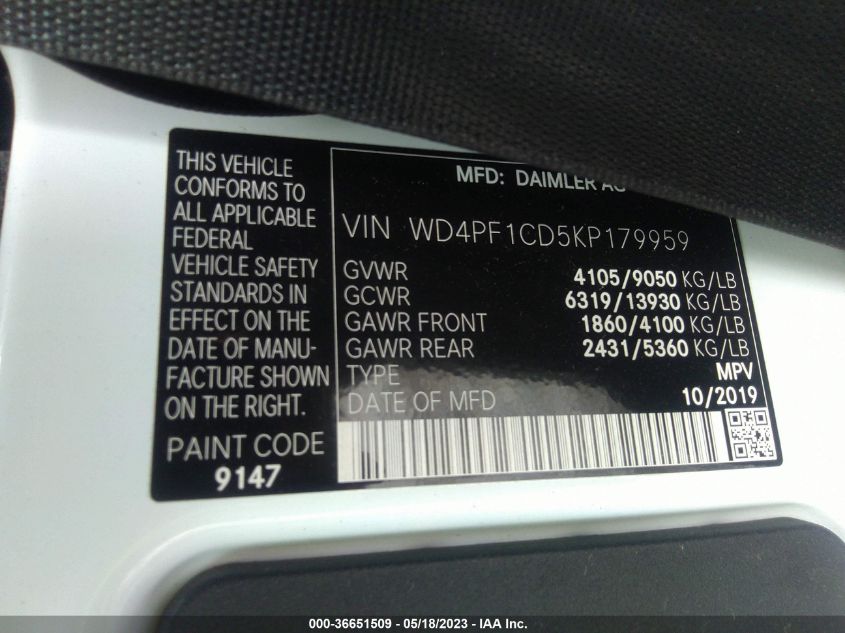 THIS VEHICLE
CONFORMS TO
ALL APPLICABLE
FEDERAL
VEHICLE SAFETY
STANDARDS IN
EFFECT ON THE
DATE OF MANU-
FACTURE SHOWN
ON THE RIGHT.
PAINT CODE
9147
MFD: DAIMLER AG
VIN WD4PF1CD5KP179959
GVWR 4105/9050 KG/LB
GCWR 6319/13930 KG/LB
GAWR FRONT 1860/4100 KG/LB
GAWR REAR 2431/5360 KG/LB
TYPE MPV
DATE OF MFD 10/2019
000-36651509 - 05/18/2023 - IAA Inc.